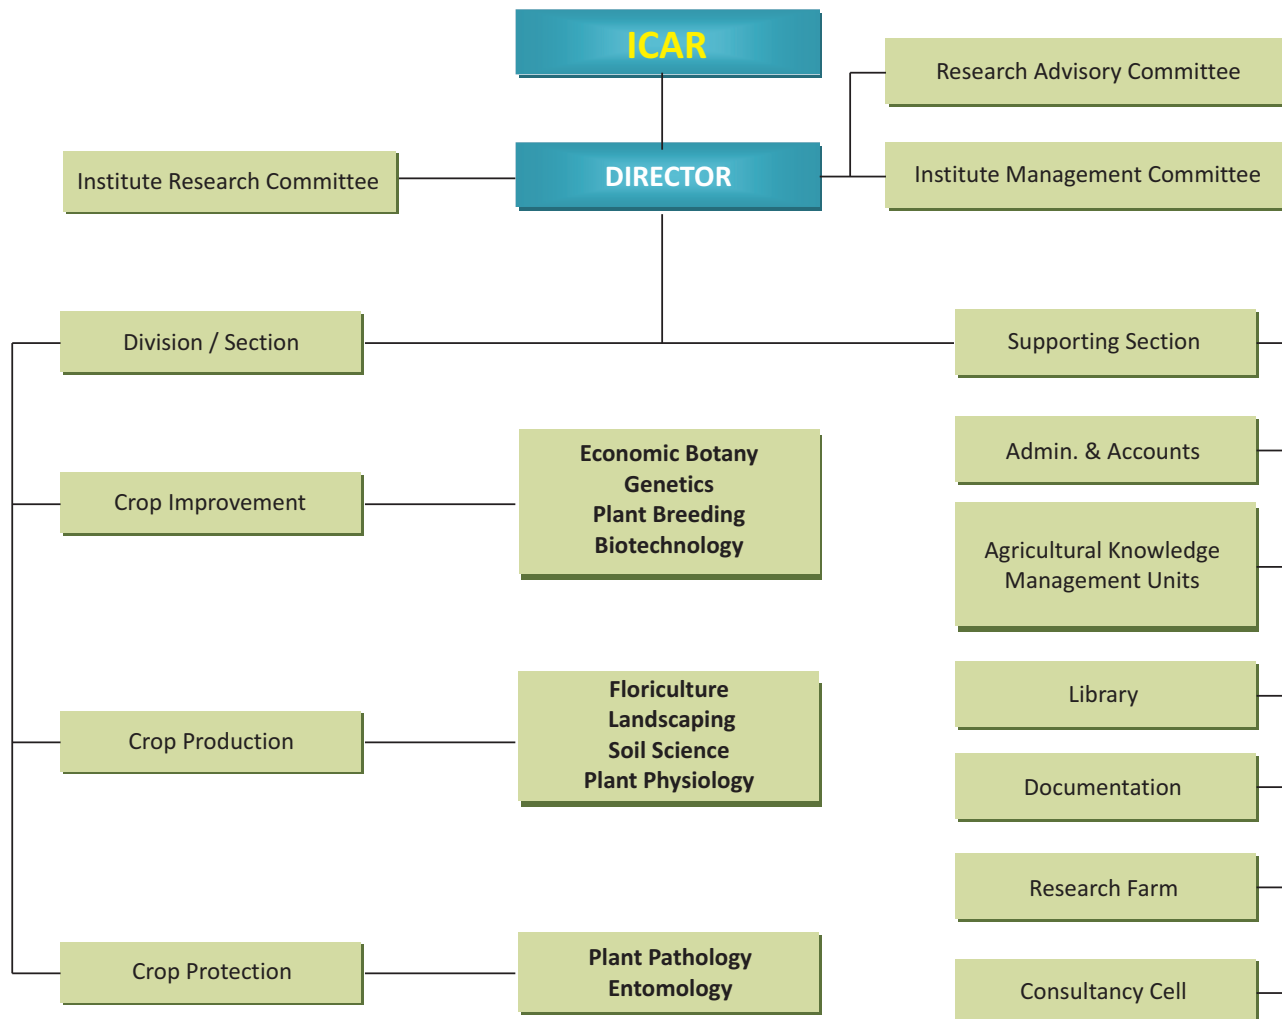 ICAR
Research Advisory Committee
Institute Research Committee
DIRECTOR
Institute Management Committee
Division / Section
Supporting Section
Crop Improvement
Economic Botany
Genetics
Plant Breeding
Biotechnology
Admin. & Accounts
Agricultural Knowledge
Management Units
Crop Production
Floriculture
Landscaping
Soil Science
Plant Physiology
Library
Documentation
Research Farm
Crop Protection
Plant Pathology
Entomology
Consultancy Cell